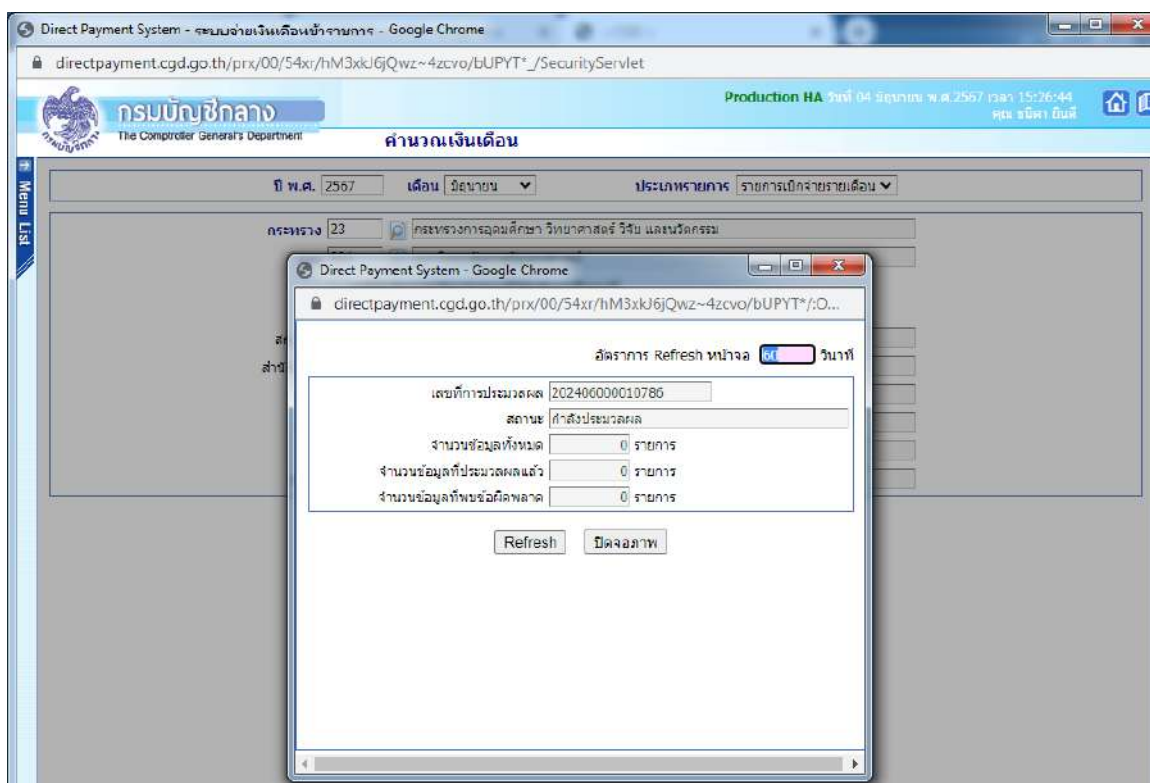 Direct Payment System - ระบบจ่ายเงินเดือนข้าราชการ - Google Chrome
directpayment.cgd.go.th/prx/00/54xr/hM3xkJ6jQwz~4zcvo/bUPYT*_/SecurityServlet
Production HA วันที่ 04 มิถุนายน พ.ศ.2567 เวลา 15:26:44
กรมบัญชีกลาง
The Comptroller General's Department
คำนวณเงินเดือน
Menu List
ปี พ.ศ. 2567 เดือน มิถุนายน ประเภทรายการ รายการเบิกจ่ายรายเดือน
กระทรวง 23 กระทรวงการอุดมศึกษา วิทยาศาสตร์ วิจัย และนวัตกรรม
Direct Payment System - Google Chrome
directpayment.cgd.go.th/prx/00/54xr/hM3xkJ6jQwz~4zcvo/bUPYT*/:O...
อัตราการ Refresh หน้าจอ 60 วินาที
เลขที่การประมวลผล 202406000010786
สถานะ กำลังประมวลผล
จำนวนข้อมูลทั้งหมด 0 รายการ
จำนวนข้อมูลที่ประมวลผลแล้ว 0 รายการ
จำนวนข้อมูลที่พบข้อผิดพลาด 0 รายการ
Refresh ปิดจอภาพ